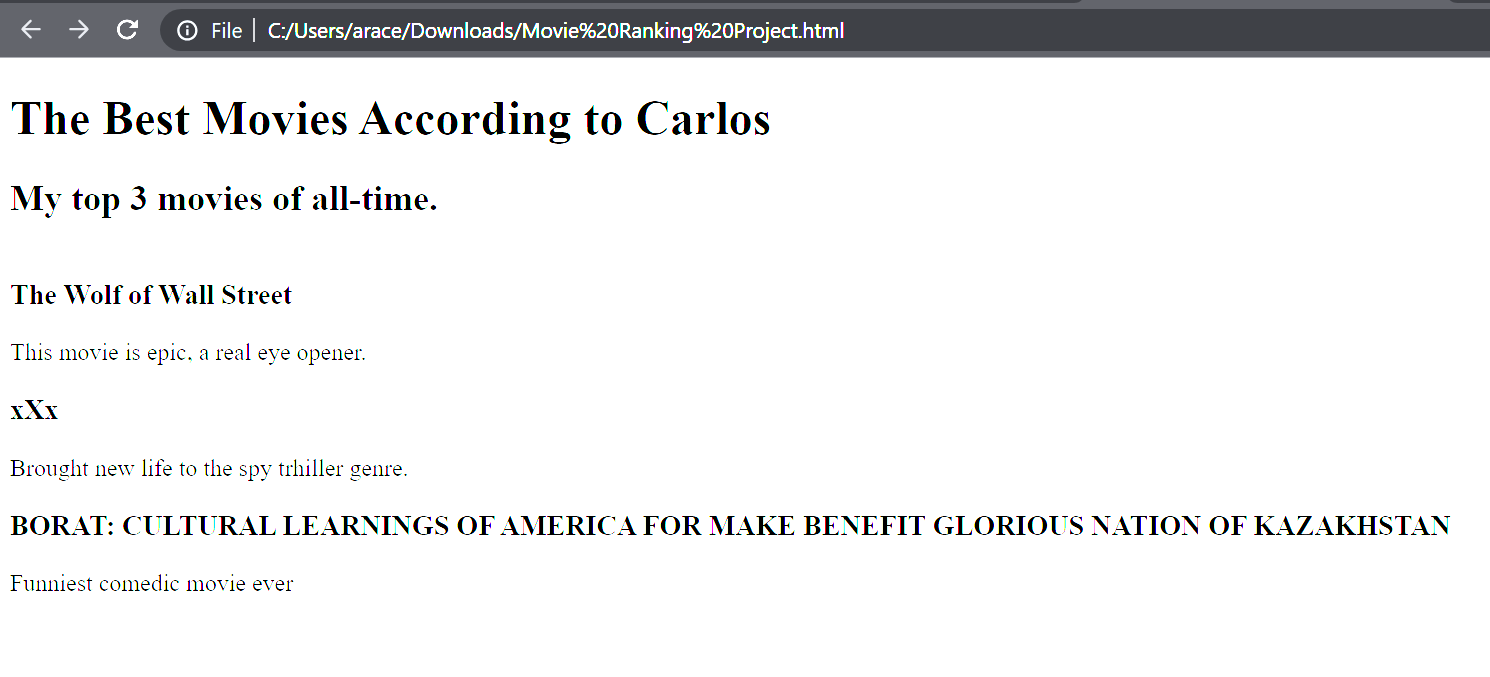 File | C:/Users/arace/Downloads/Movie%20Ranking%20Project.html
The Best Movies According to Carlos
My top 3 movies of all-time.
The Wolf of Wall Street
This movie is epic, a real eye opener.
xXx
Brought new life to the spy trhiller genre.
BORAT: CULTURAL LEARNINGS OF AMERICA FOR MAKE BENEFIT GLORIOUS NATION OF KAZAKHSTAN
Funniest comedic movie ever